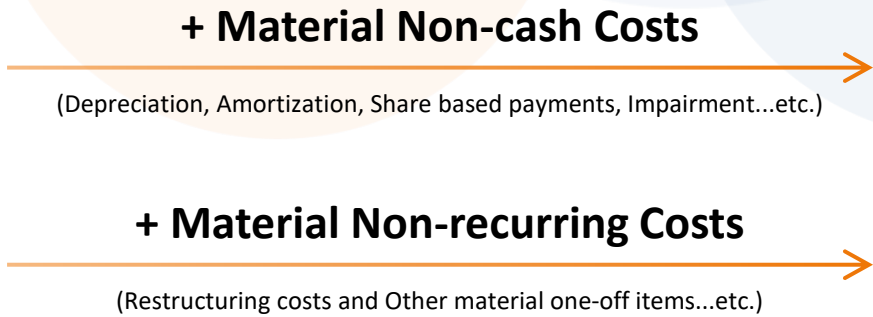 + Material Non-cash Costs
(Depreciation, Amortization, Share based payments, Impairment...etc.)
+ Material Non-recurring Costs
(Restructuring costs and Other material one-off items...etc.)